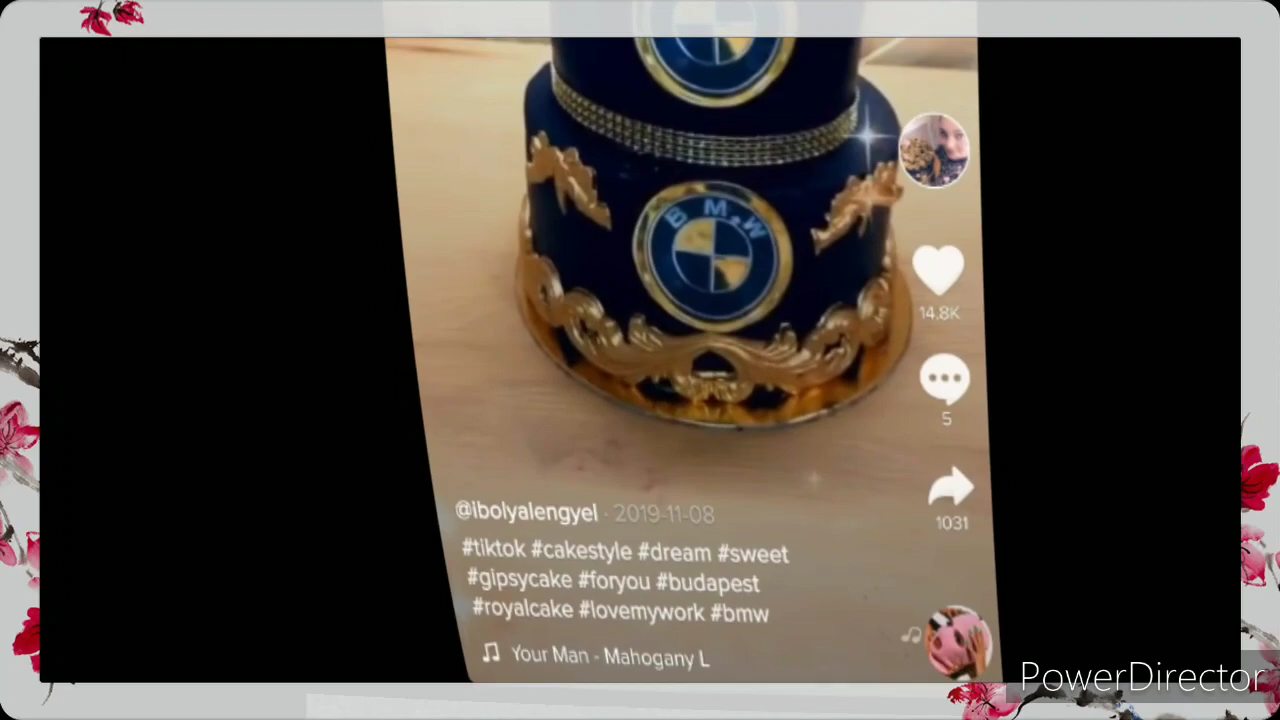 BMW
14.8K
5
1031
@ibolyalengyel · 2019-11-08
#tiktok #cakestyle #dream #sweet
#gipsycake #foryou #budapest
#royalcake #lovemywork #bmw
Your Man - Mahogany L
PowerDirector